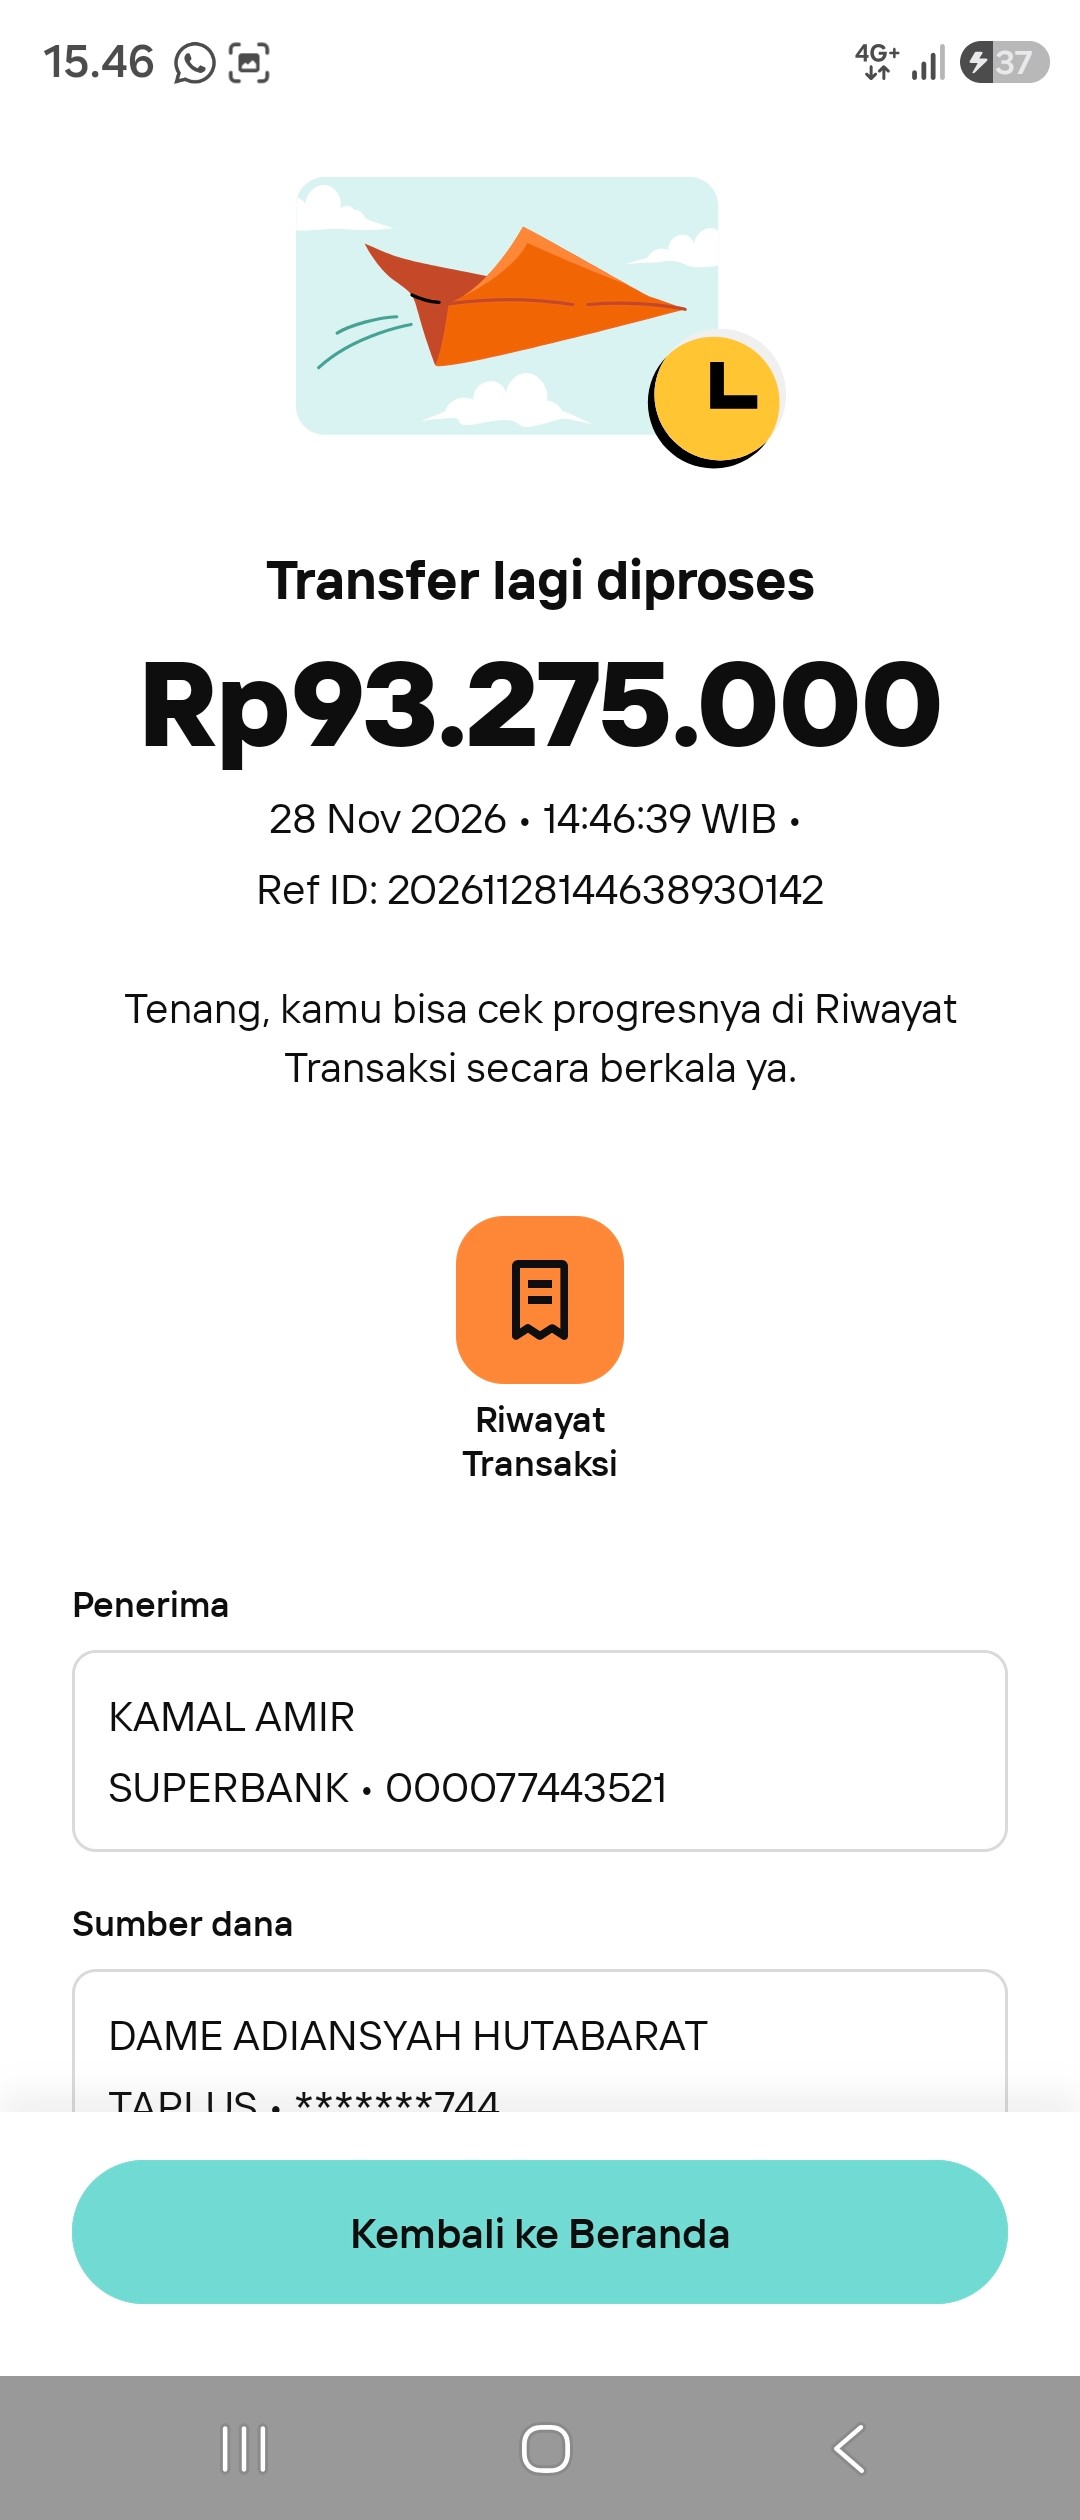 15.46
4G+
37
Transfer lagi diproses
Rp93.275.000
28 Nov 2026 • 14:46:39 WIB •
Ref ID: 20261128144638930142
Tenang, kamu bisa cek progresnya di Riwayat
Transaksi secara berkala ya.
Riwayat
Transaksi
Penerima
KAMAL AMIR
SUPERBANK • 000077443521
Sumber dana
DAME ADIANSYAH HUTABARAT
TAPLUS • *******744
Kembali ke Beranda